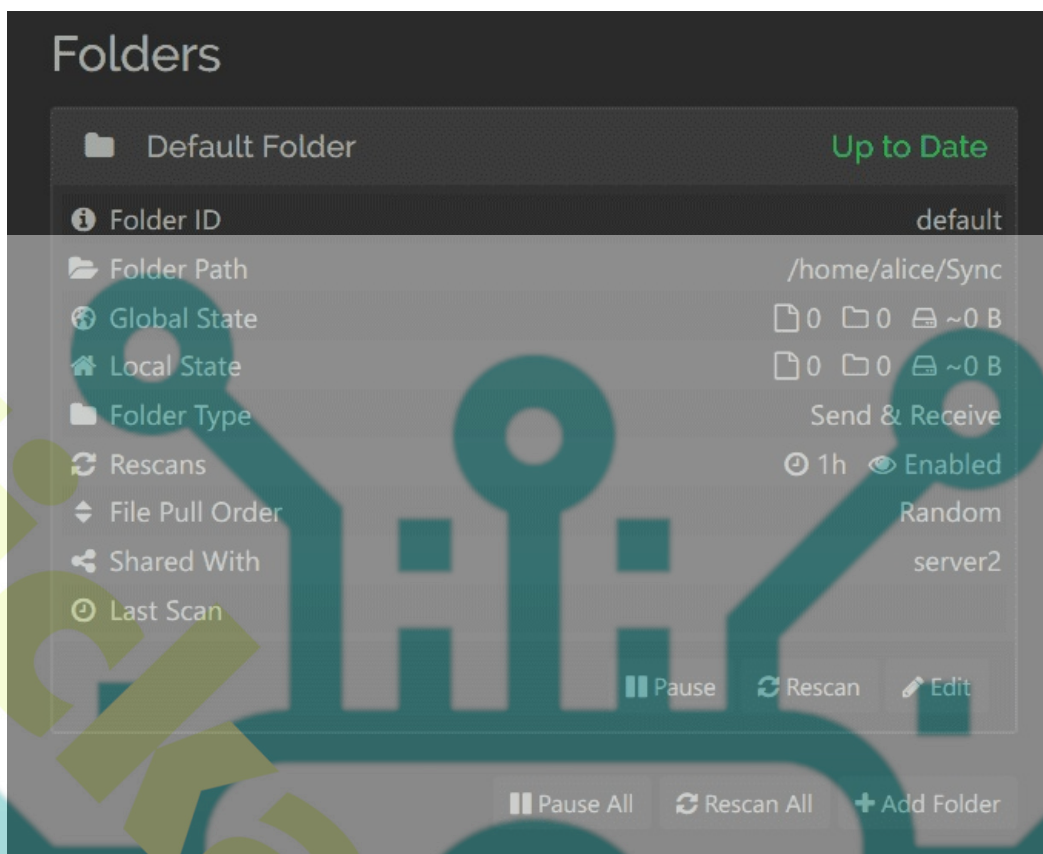 Folders
Default Folder Up to Date
Folder ID default
Folder Path /home/alice/Sync
Global State 0 0 ~0 B
Local State 0 0 ~0 B
Folder Type Send & Receive
Rescans 1h Enabled
File Pull Order Random
Shared With server2
Last Scan
Pause Rescan Edit
Pause All Rescan All Add Folder